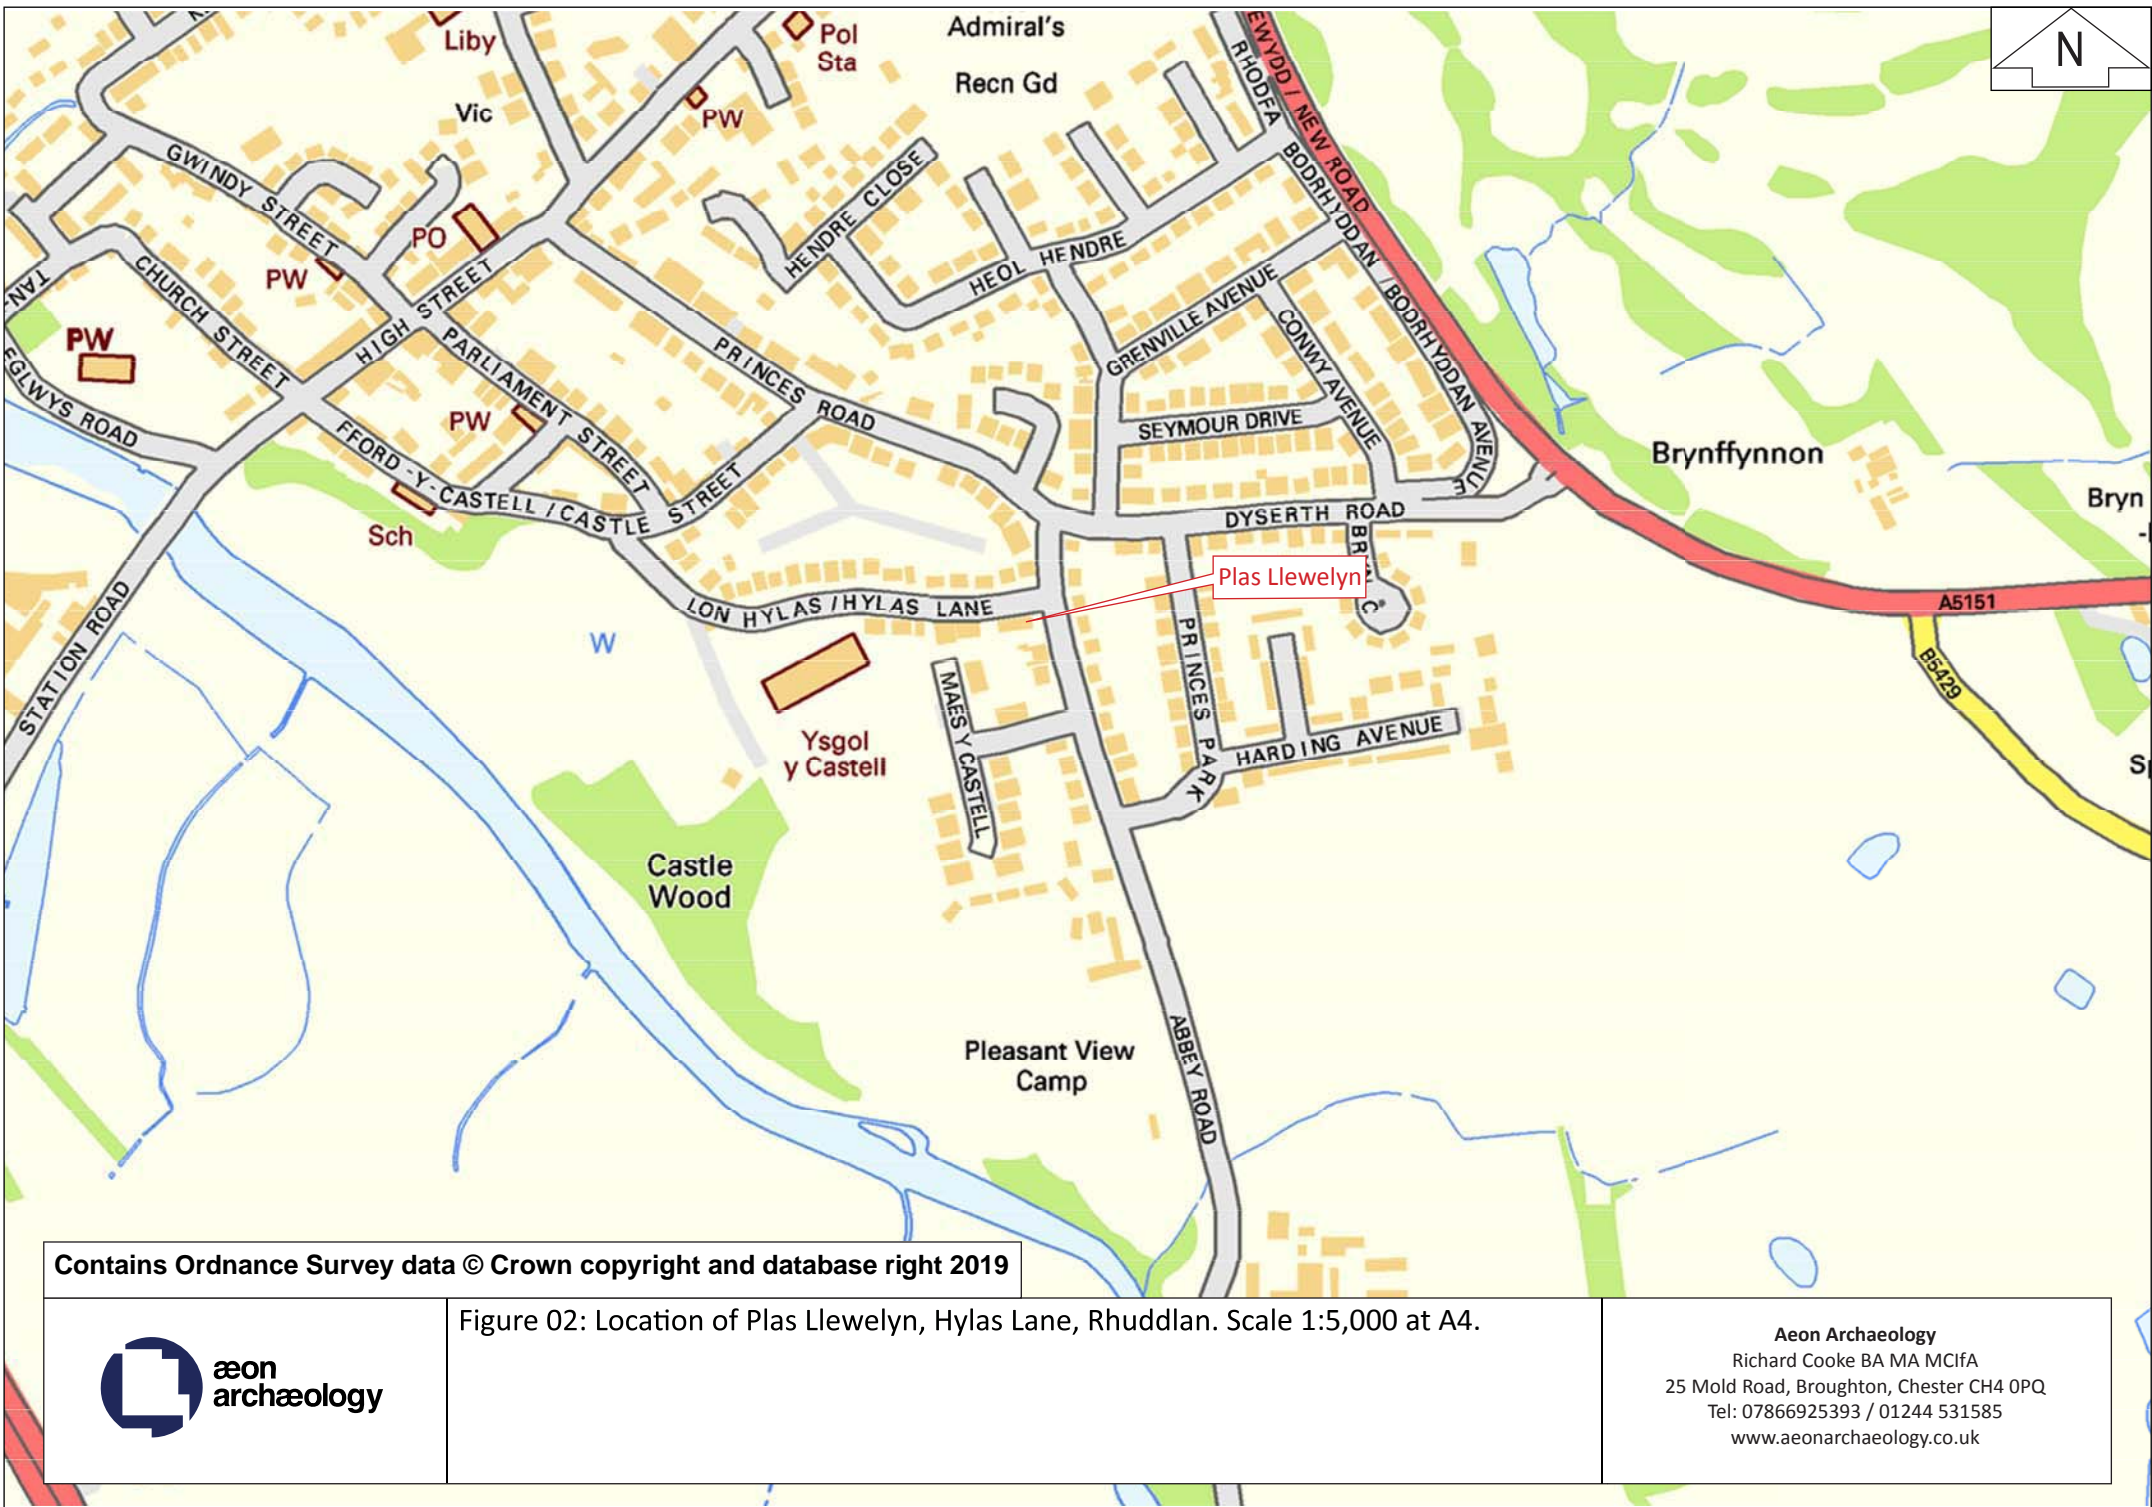 Liby
Pol
Sta
Admiral's
Recn Gd
N
Vic
PW
RHODFA BODRHYDDAN / BODRHYDDAN AVENUE
EWYDD / NEW ROAD
GWINDY STREET
PO
PW
HENDRE CLOSE
HEOL HENDRE
TAN-
EGLWYS ROAD
PW
CHURCH STREET
HIGH STREET
PARLIAMENT STREET
PRINCES ROAD
GRENVILLE AVENUE
CONWY AVENUE
SEYMOUR DRIVE
PW
FFORD-Y-CASTELL / CASTLE STREET
Sch
Brynffynnon
Bryn
DYSERTH ROAD
Plas Llewelyn
A5151
B5429
STATION ROAD
W
LON HYLAS / HYLAS LANE
PRINCES PARK
HARDING AVENUE
MAES Y CASTELL
Ysgol
y Castell
Castle
Wood
Pleasant View
Camp
ABBEY ROAD
Contains Ordnance Survey data © Crown copyright and database right 2019
æon
archæology
Figure 02: Location of Plas Llewelyn, Hylas Lane, Rhuddlan. Scale 1:5,000 at A4.
Aeon Archaeology
Richard Cooke BA MA MCIfA
25 Mold Road, Broughton, Chester CH4 0PQ
Tel: 07866925393 / 01244 531585
www.aeonarchaeology.co.uk